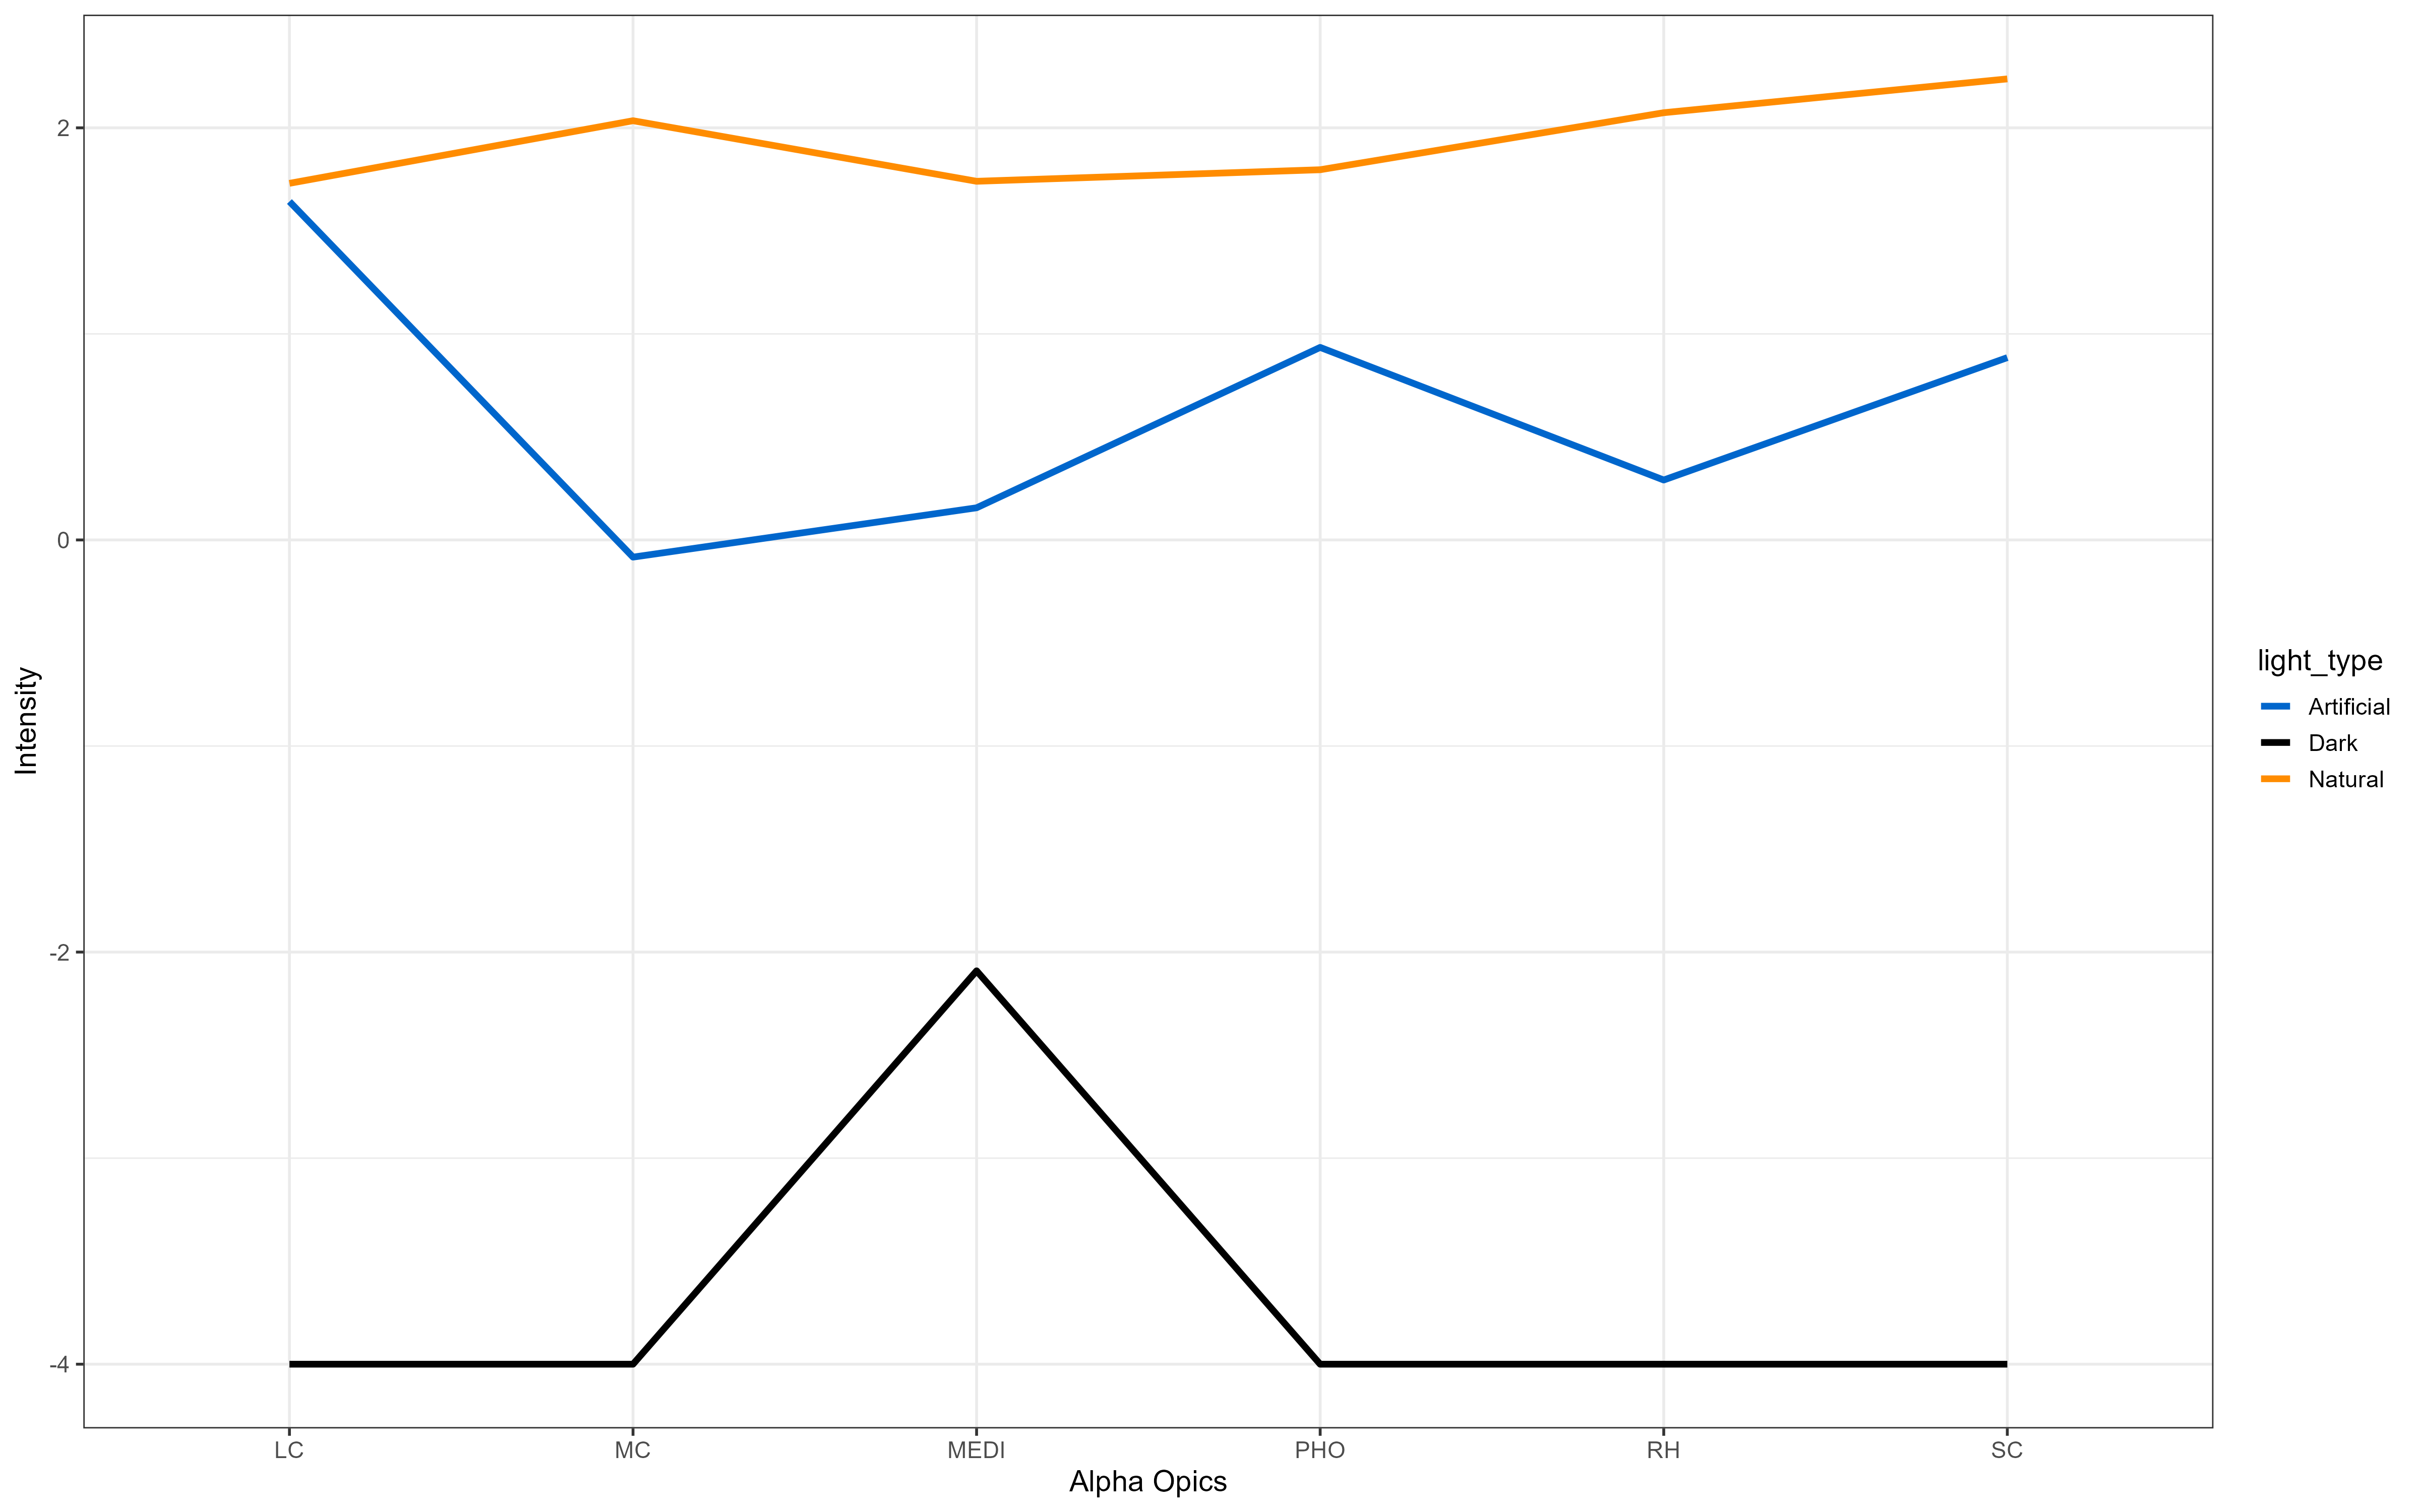 2
0
-2
-4
Intensity
LC MC MEDI PHO RH SC
Alpha Opics
light_type
Artificial
Dark
Natural